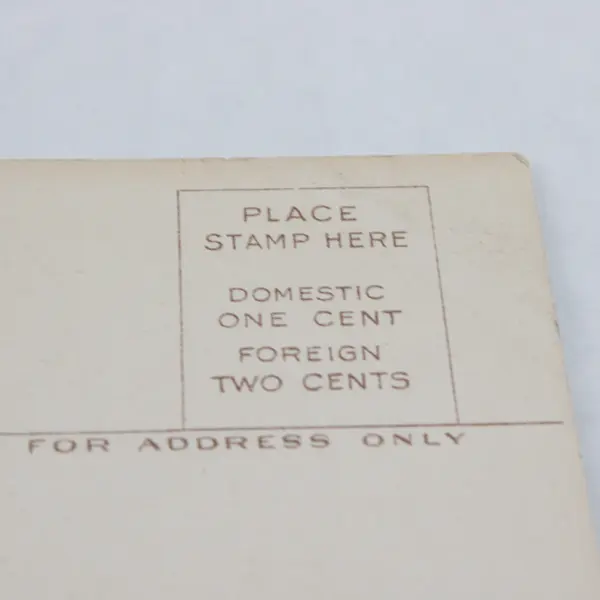 PLACE
STAMP HERE
DOMESTIC
ONE CENT
FOREIGN
TWO CENTS
FOR ADDRESS ONLY